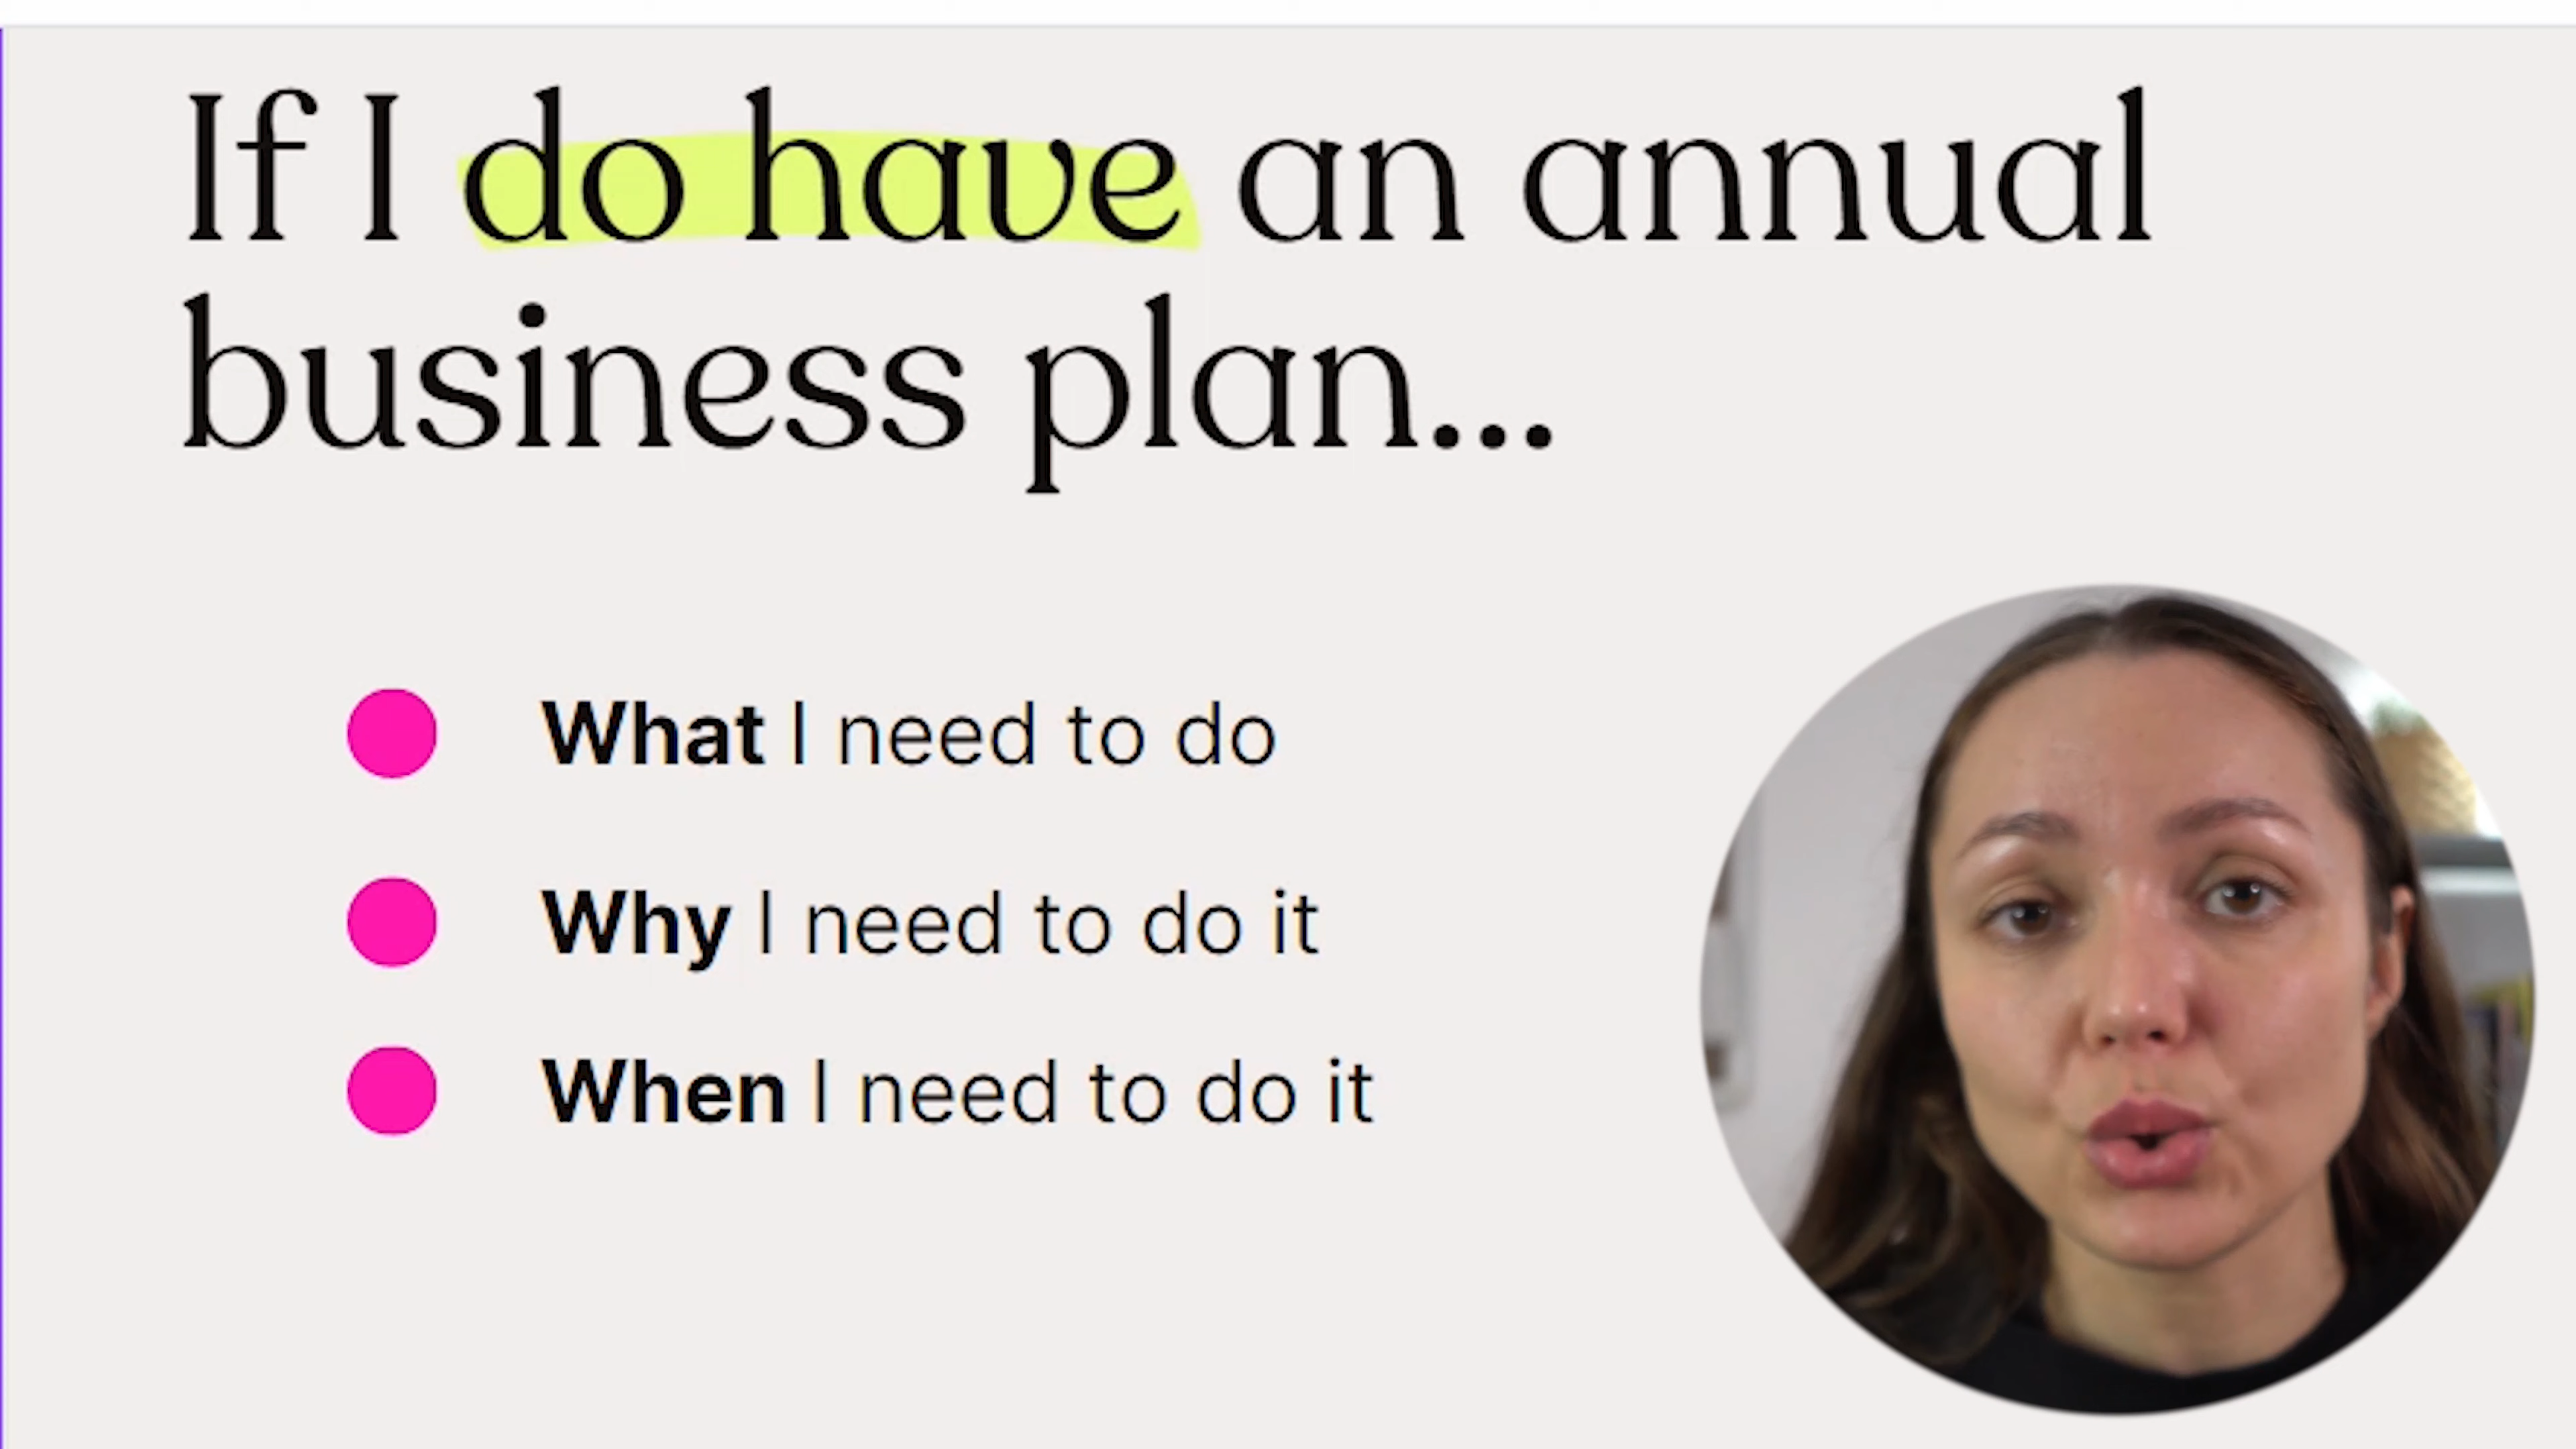 If I do have an annual
business plan...
What I need to do
Why I need to do it
When I need to do it